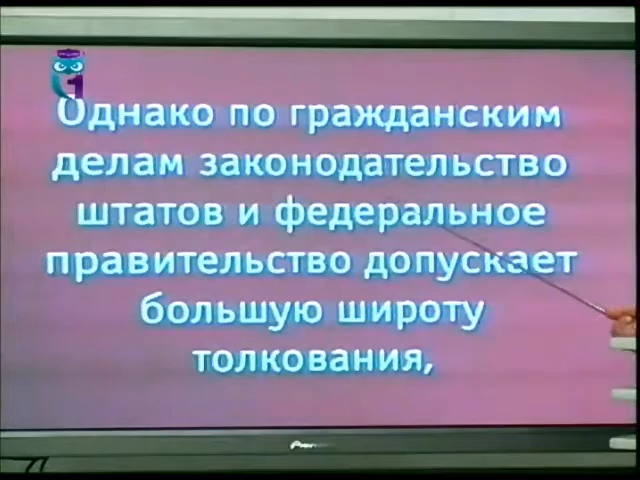 Однако по гражданским
делам законодательство
штатов и федеральное
правительство допускает
большую широту
толкования,